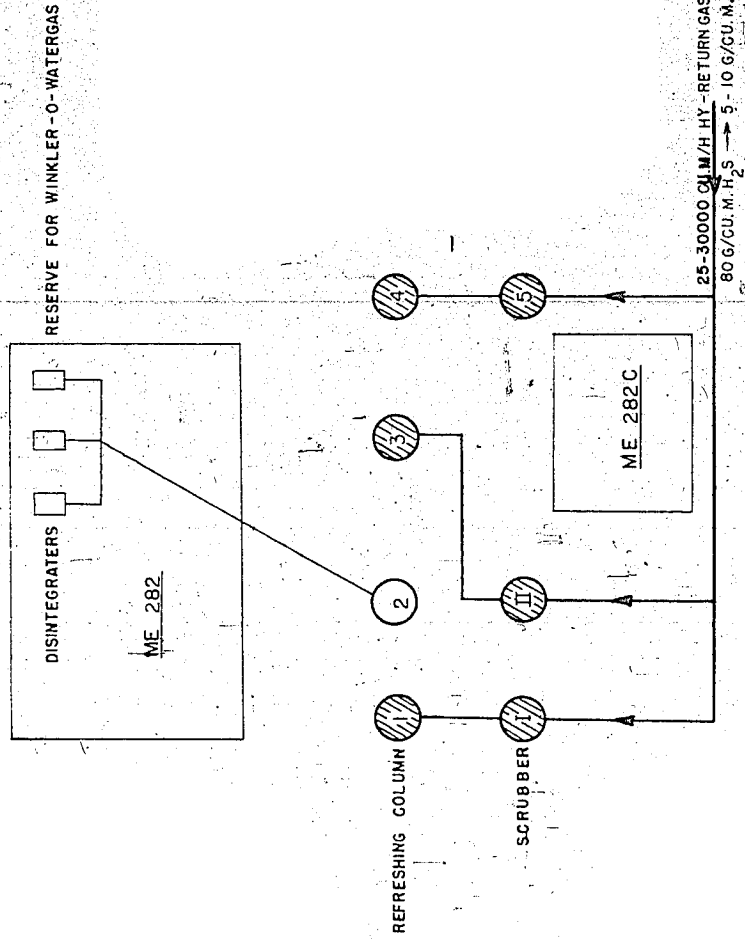 RESERVE FOR WINKLER-O-WATERGAS
DISINTEGRATERS
ME 282
REFRESHING COLUMN
1
2
3
4
SCRUBBER
I
II
5
ME 282C
25-30000 CU.M/H HY-RETURN GAS
80 G/CU.M. H2S → 5-10 G/CU.M.